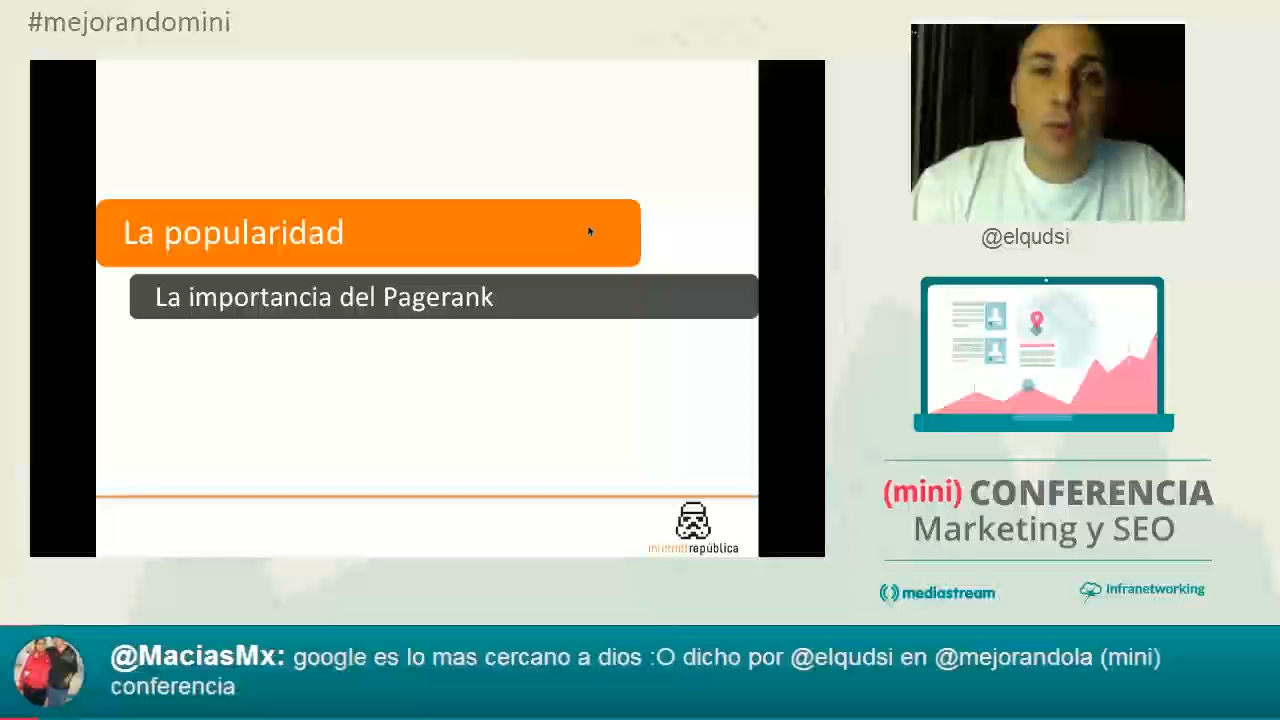 #mejorandomini
La popularidad
La importancia del Pagerank
internetrepública
@elqudsi
(mini) CONFERENCIA
Marketing y SEO
mediastream
infranetworking
@MaciasMx: google es lo mas cercano a dios :O dicho por @elqudsi en @mejorandola (mini)
conferencia